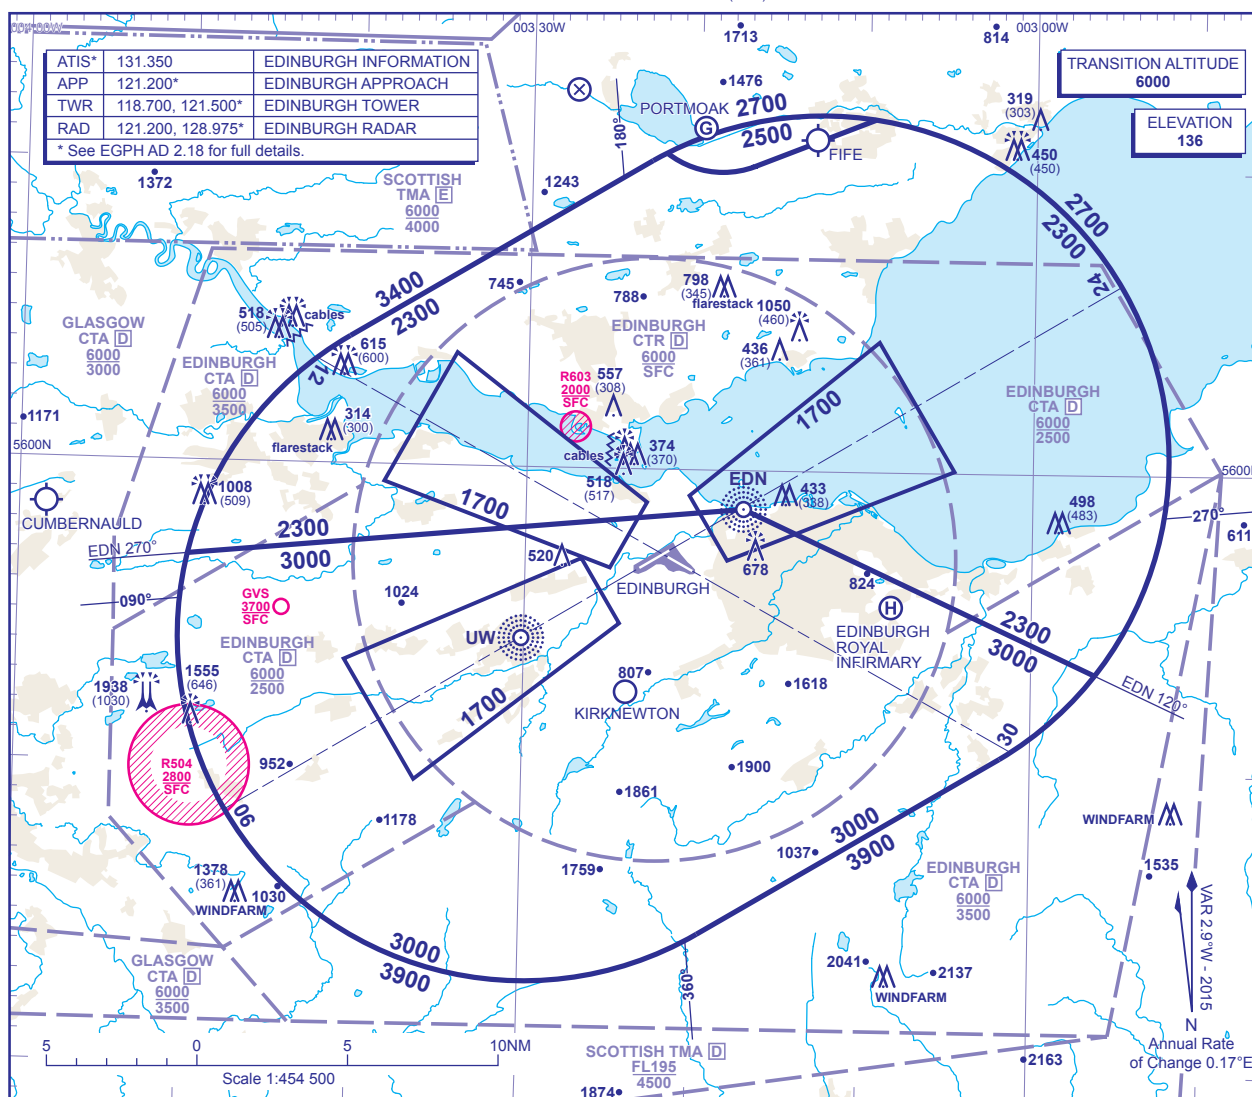 003 30W
003 00W
1713
814
ATIS* 131.350 EDINBURGH INFORMATION
APP 121.200* EDINBURGH APPROACH
TWR 118.700, 121.500* EDINBURGH TOWER
RAD 121.200, 128.975* EDINBURGH RADAR
* See EGPH AD 2.18 for full details.
TRANSITION ALTITUDE
6000
ELEVATION
136
1476
PORTMOAK
G
2700
2500
FIFE
180°
319
(303)
450
(450)
1372
SCOTTISH
TMA E
6000
4000
1243
2700
2300
24
3400
2300
745
788
798
(345)
flarestack
1050
(460)
436
(361)
518
(505)
cables
615
(600)
12
GLASGOW
CTA D
6000
3000
EDINBURGH
CTA D
6000
3500
EDINBURGH
CTR D
6000
SFC
R603
2000
SFC
557
(308)
EDINBURGH
CTA D
6000
2500
1700
1171
5600N
314
(300)
flarestack
cables
374
(370)
518
(517)
EDN
433
(338)
5600N
1008
(509)
CUMBERNAULD
1700
498
(483)
270°
611
EDN 270°
2300
3000
520
678
EDINBURGH
824
090°
GVS
3700
SFC
1024
H
EDINBURGH
ROYAL
INFIRMARY
2300
3000
EDN 120°
EDINBURGH
CTA D
6000
2500
UW
1700
807
KIRKNEWTON
1618
1938
(1030)
1555
(646)
R504
2800
SFC
952
1900
30
1861
06
1178
3000
3900
WINDFARM
1037
1535
1378
(361)
1030
WINDFARM
1759
EDINBURGH
CTA D
6000
3500
VAR 2.9°W - 2015
3000
3900
GLASGOW
CTA D
6000
3500
360°
2041
2137
WINDFARM
N
Annual Rate
of Change 0.17°E
5 0 5 10NM
Scale 1:454 500
SCOTTISH TMA D
FL195
4500
2163
1874